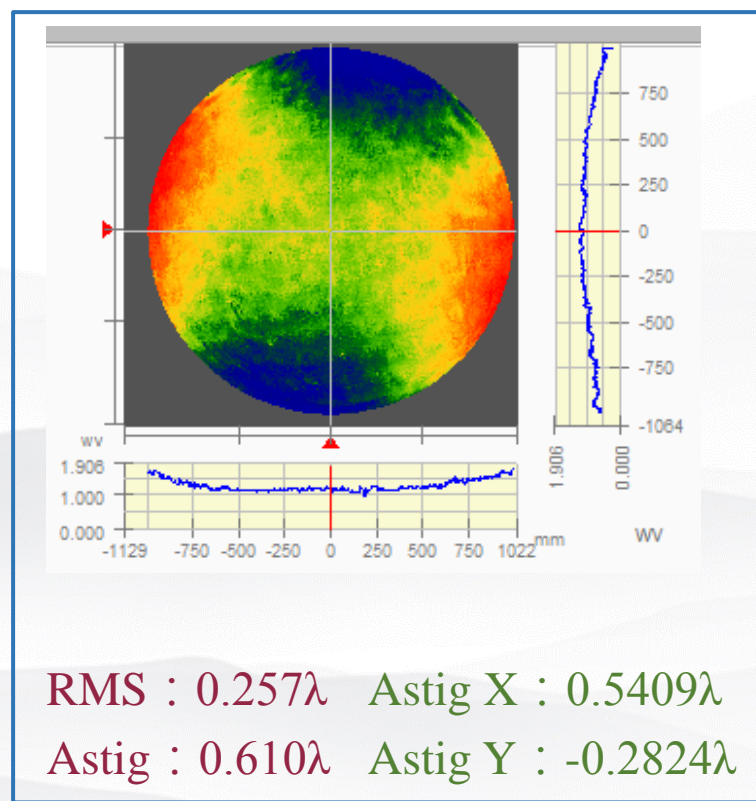 750
500
250
0
-250
-500
-750
-1064
1.906
0.000
WV
wv
1.906
1.000
0.000
-1129 -750 -500 -250 0 250 500 750 1022 mm
RMS：0.257λ Astig X：0.5409λ
Astig：0.610λ Astig Y：-0.2824λ